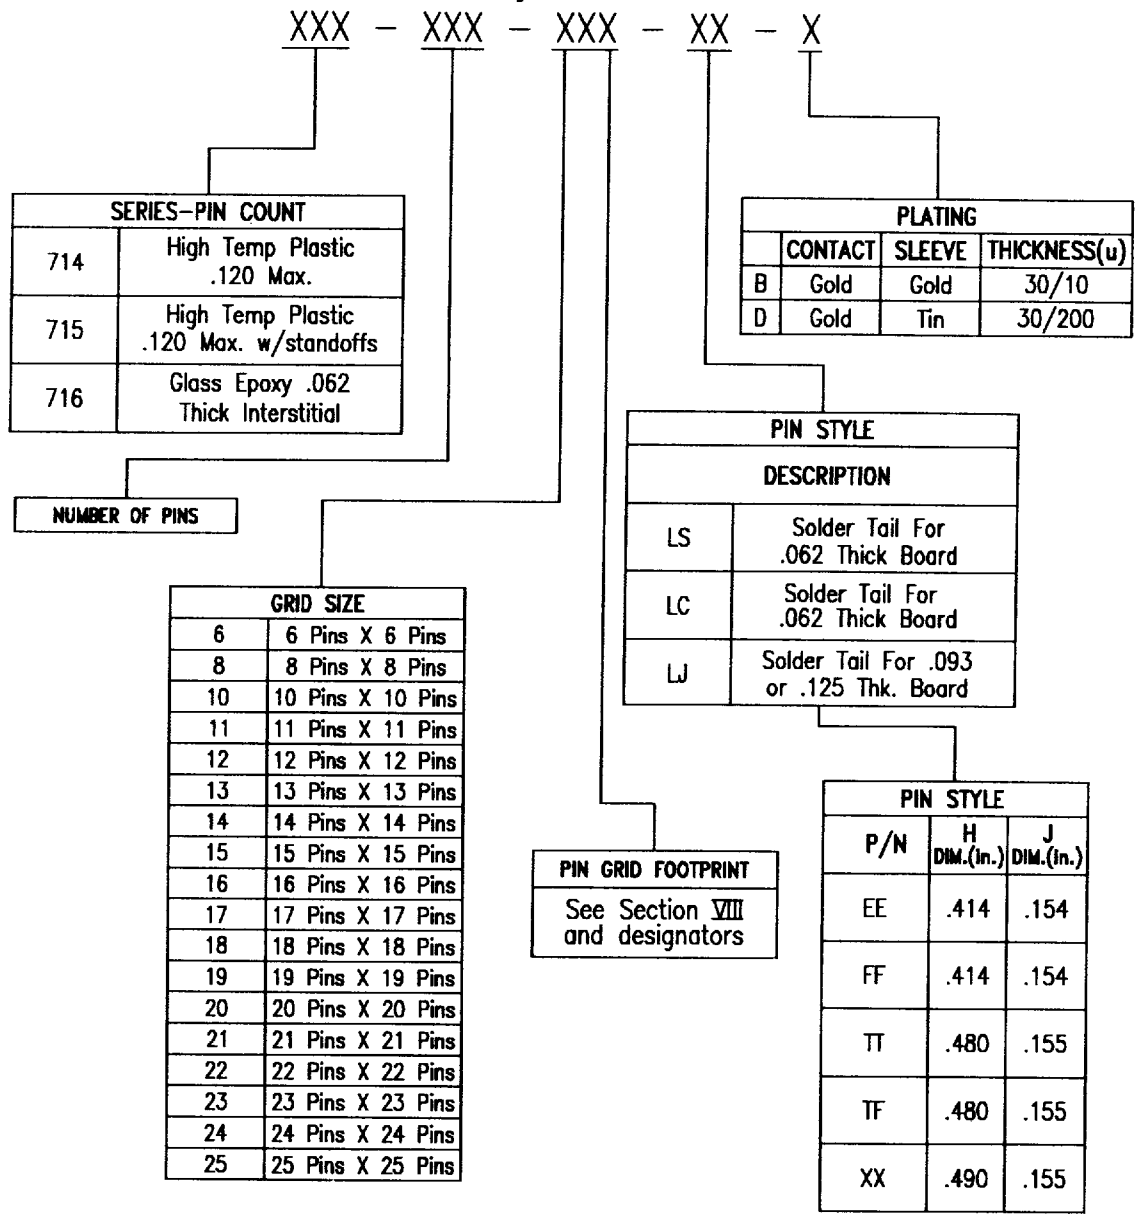 XXX – XXX – XXX – XX – X
SERIES–PIN COUNT
714 High Temp Plastic
.120 Max.
715 High Temp Plastic
.120 Max. w/standoffs
716 Glass Epoxy .062
Thick Interstitial
NUMBER OF PINS
PLATING
CONTACT SLEEVE THICKNESS(u)
B Gold Gold 30/10
D Gold Tin 30/200
PIN STYLE
DESCRIPTION
LS Solder Tail For
.062 Thick Board
LC Solder Tail For
.062 Thick Board
LJ Solder Tail For .093
or .125 Thk. Board
GRID SIZE
6 6 Pins X 6 Pins
8 8 Pins X 8 Pins
10 10 Pins X 10 Pins
11 11 Pins X 11 Pins
12 12 Pins X 12 Pins
13 13 Pins X 13 Pins
14 14 Pins X 14 Pins
15 15 Pins X 15 Pins
16 16 Pins X 16 Pins
17 17 Pins X 17 Pins
18 18 Pins X 18 Pins
19 19 Pins X 19 Pins
20 20 Pins X 20 Pins
21 21 Pins X 21 Pins
22 22 Pins X 22 Pins
23 23 Pins X 23 Pins
24 24 Pins X 24 Pins
25 25 Pins X 25 Pins
PIN GRID FOOTPRINT
See Section VIII
and designators
PIN STYLE
P/N H DIM.(in.) J DIM.(in.)
EE .414 .154
FF .414 .154
TT .480 .155
TF .480 .155
XX .490 .155